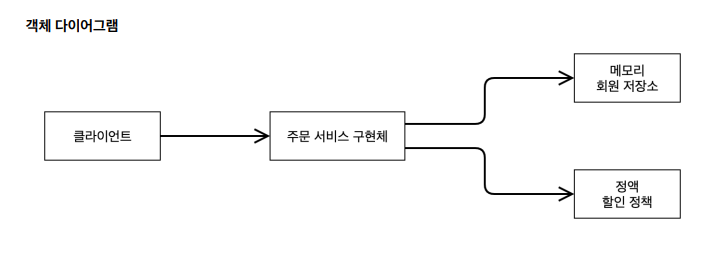 객체 다이어그램
클라이언트
주문 서비스 구현체
메모리
회원 저장소
정액
할인 정책